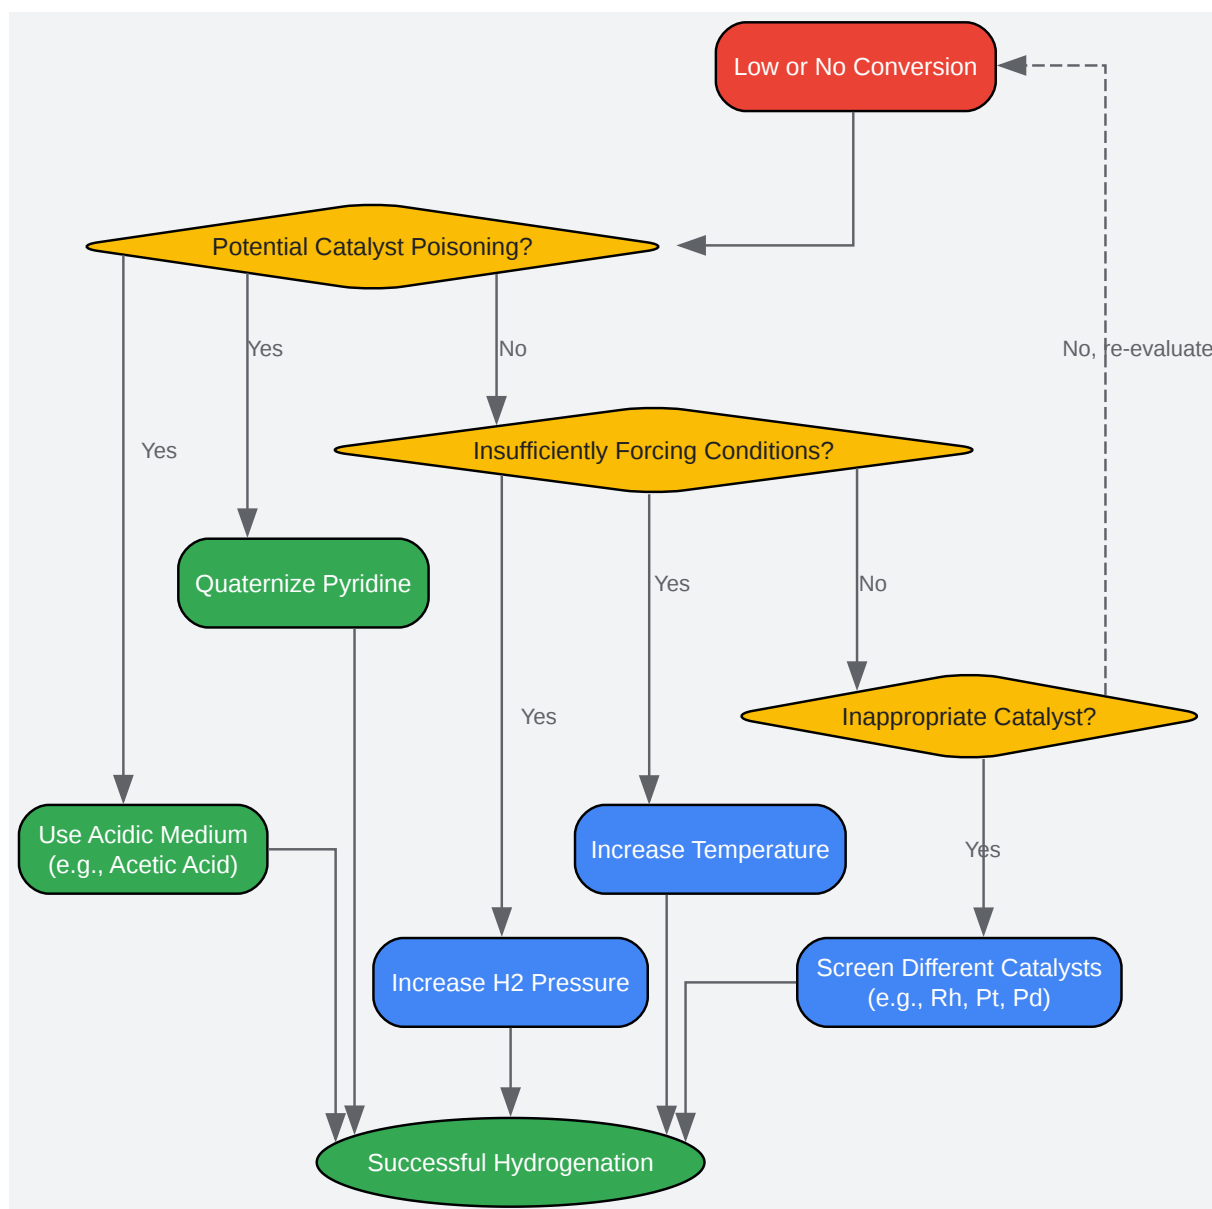 Low or No Conversion
Potential Catalyst Poisoning?
Yes
No
No, re-evaluate
Yes
Insufficiently Forcing Conditions?
Quaternize Pyridine
Yes
No
Yes
Inappropriate Catalyst?
Use Acidic Medium
(e.g., Acetic Acid)
Increase Temperature
Yes
Increase H2 Pressure
Screen Different Catalysts
(e.g., Rh, Pt, Pd)
Successful Hydrogenation